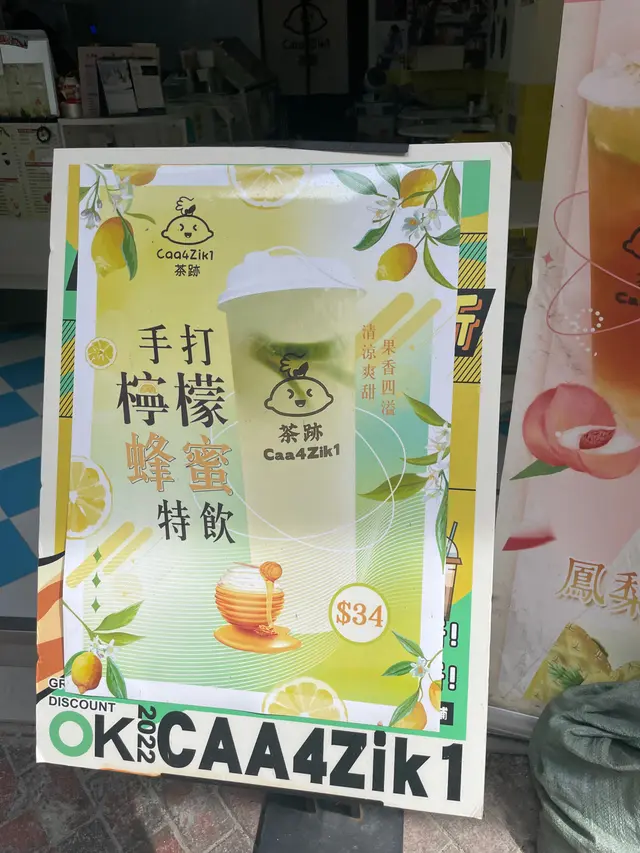 Caa4Zik1
茶跡
手打
檸檬
蜂蜜
特飲
清涼爽甜
果香四溢
茶跡
Caa4Zik1
$34
DISCOUNT
OK
2022
CAA4Zik1
鳳梨